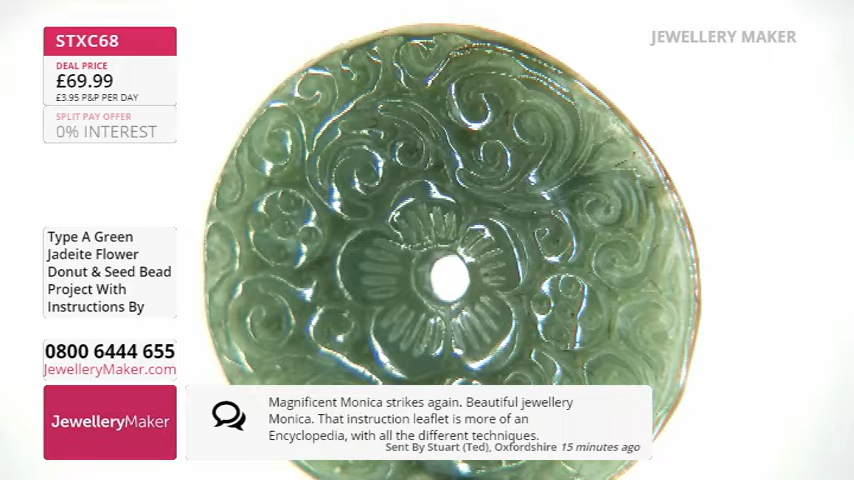 STXC68
DEAL PRICE
£69.99
£3.95 P&P PER DAY
SPLIT PAY OFFER
0% INTEREST
Type A Green
Jadeite Flower
Donut & Seed Bead
Project With
Instructions By
0800 6444 655
JewelleryMaker.com
JewelleryMaker
JEWELLERY MAKER
Magnificent Monica strikes again. Beautiful jewellery
Monica. That instruction leaflet is more of an
Encyclopedia, with all the different techniques.
Sent By Stuart (Ted), Oxfordshire 15 minutes ago